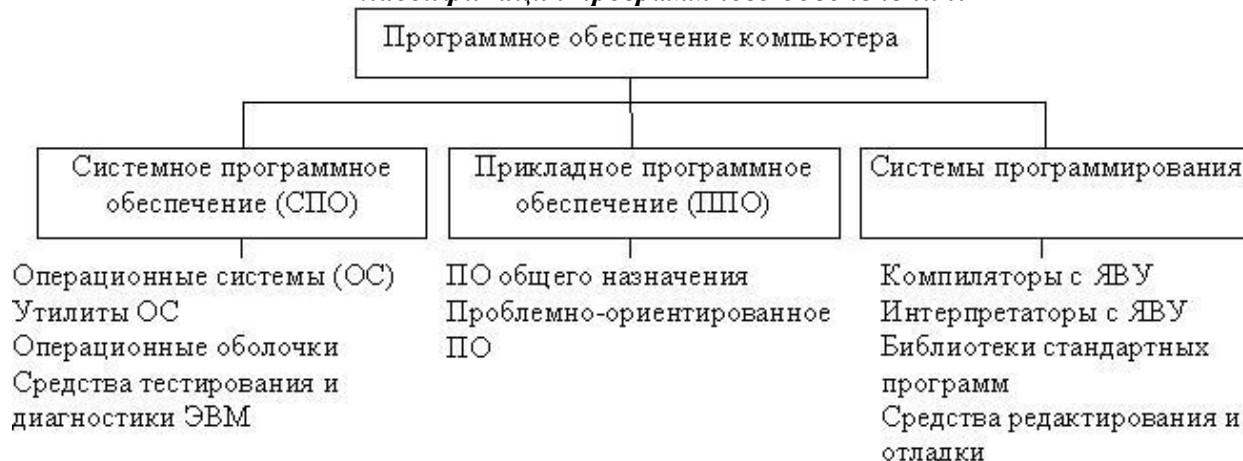 Программное обеспечение компьютера
Системное программное
обеспечение (СПО)
Прикладное программное
обеспечение (ППО)
Системы программирования
Операционные системы (ОС)
Утилиты ОС
Операционные оболочки
Средства тестирования и
диагностики ЭВМ
ПО общего назначения
Проблемно-ориентированное
ПО
Компиляторы с ЯВУ
Интерпретаторы с ЯВУ
Библиотеки стандартных
программ
Средства редактирования и
отладки